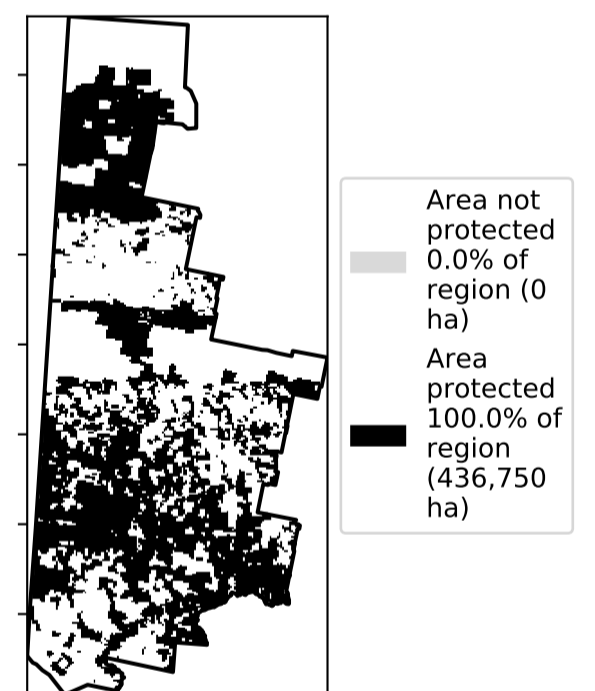 Area not
protected
0.0% of
region (0
ha)
Area
protected
100.0% of
region
(436,750
ha)